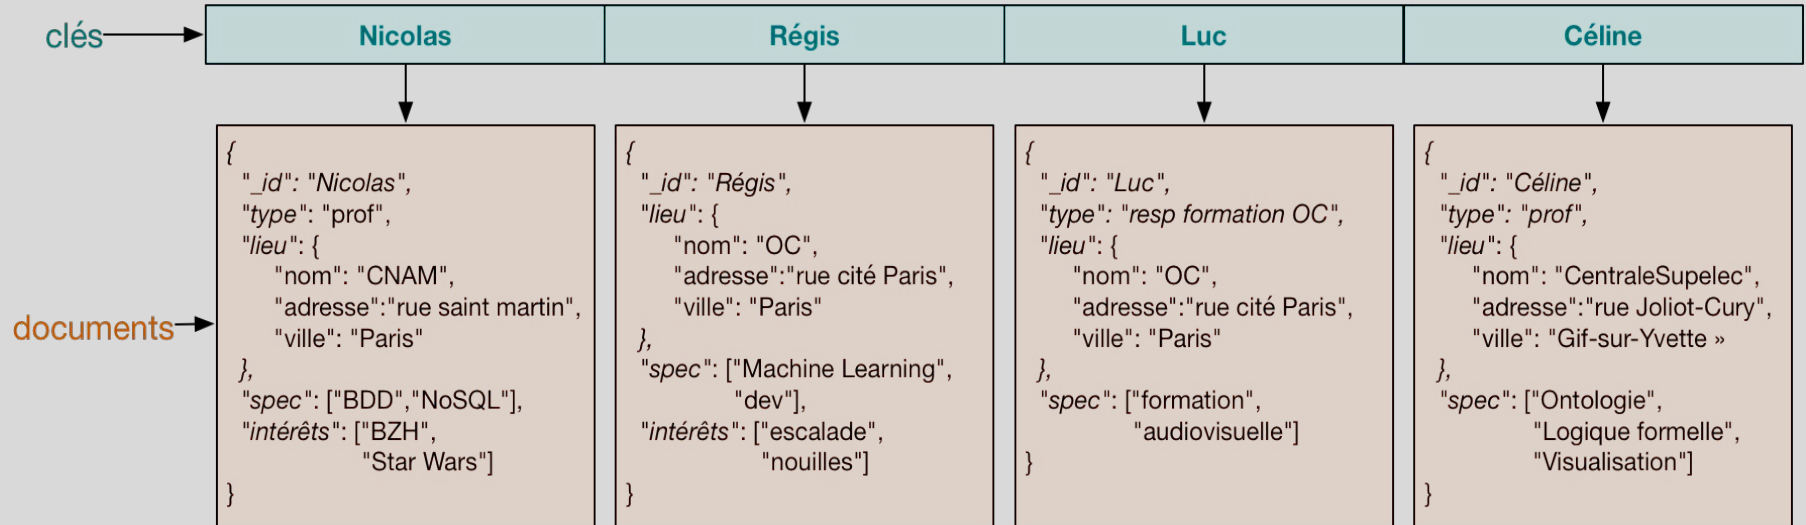 clés
Nicolas
Régis
Luc
Céline
documents
{
"_id": "Nicolas",
"type": "prof",
"lieu": {
"nom": "CNAM",
"adresse":"rue saint martin",
"ville": "Paris"
},
"spec": ["BDD","NoSQL"],
"intérêts": ["BZH",
"Star Wars"]
}
{
"_id": "Régis",
"lieu": {
"nom": "OC",
"adresse":"rue cité Paris",
"ville": "Paris"
},
"spec": ["Machine Learning",
"dev"],
"intérêts": ["escalade",
"nouilles"]
}
{
"_id": "Luc",
"type": "resp formation OC",
"lieu": {
"nom": "OC",
"adresse":"rue cité Paris",
"ville": "Paris"
},
"spec": ["formation",
"audiovisuelle"]
}
{
"_id": "Céline",
"type": "prof",
"lieu": {
"nom": "CentraleSupelec",
"adresse":"rue Joliot-Cury",
"ville": "Gif-sur-Yvette »
},
"spec": ["Ontologie",
"Logique formelle",
"Visualisation"]
}